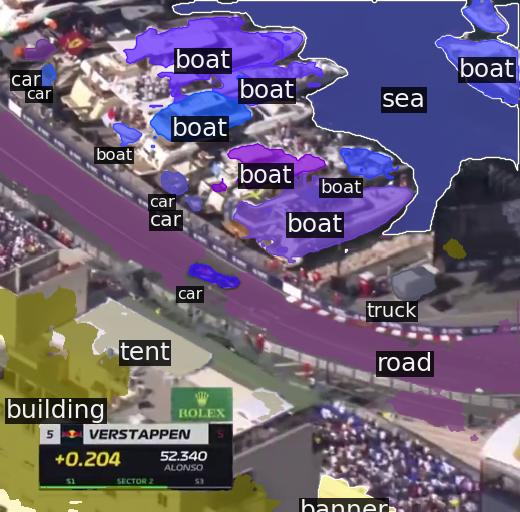 boat
boat
sea
boat
car
car
boat
boat
boat
boat
car
car
boat
car
truck
road
tent
building
ROLEX
5 VERSTAPPEN 5
+0.204 52.340
ALONSO
S1 SECTOR 2 S3
banner